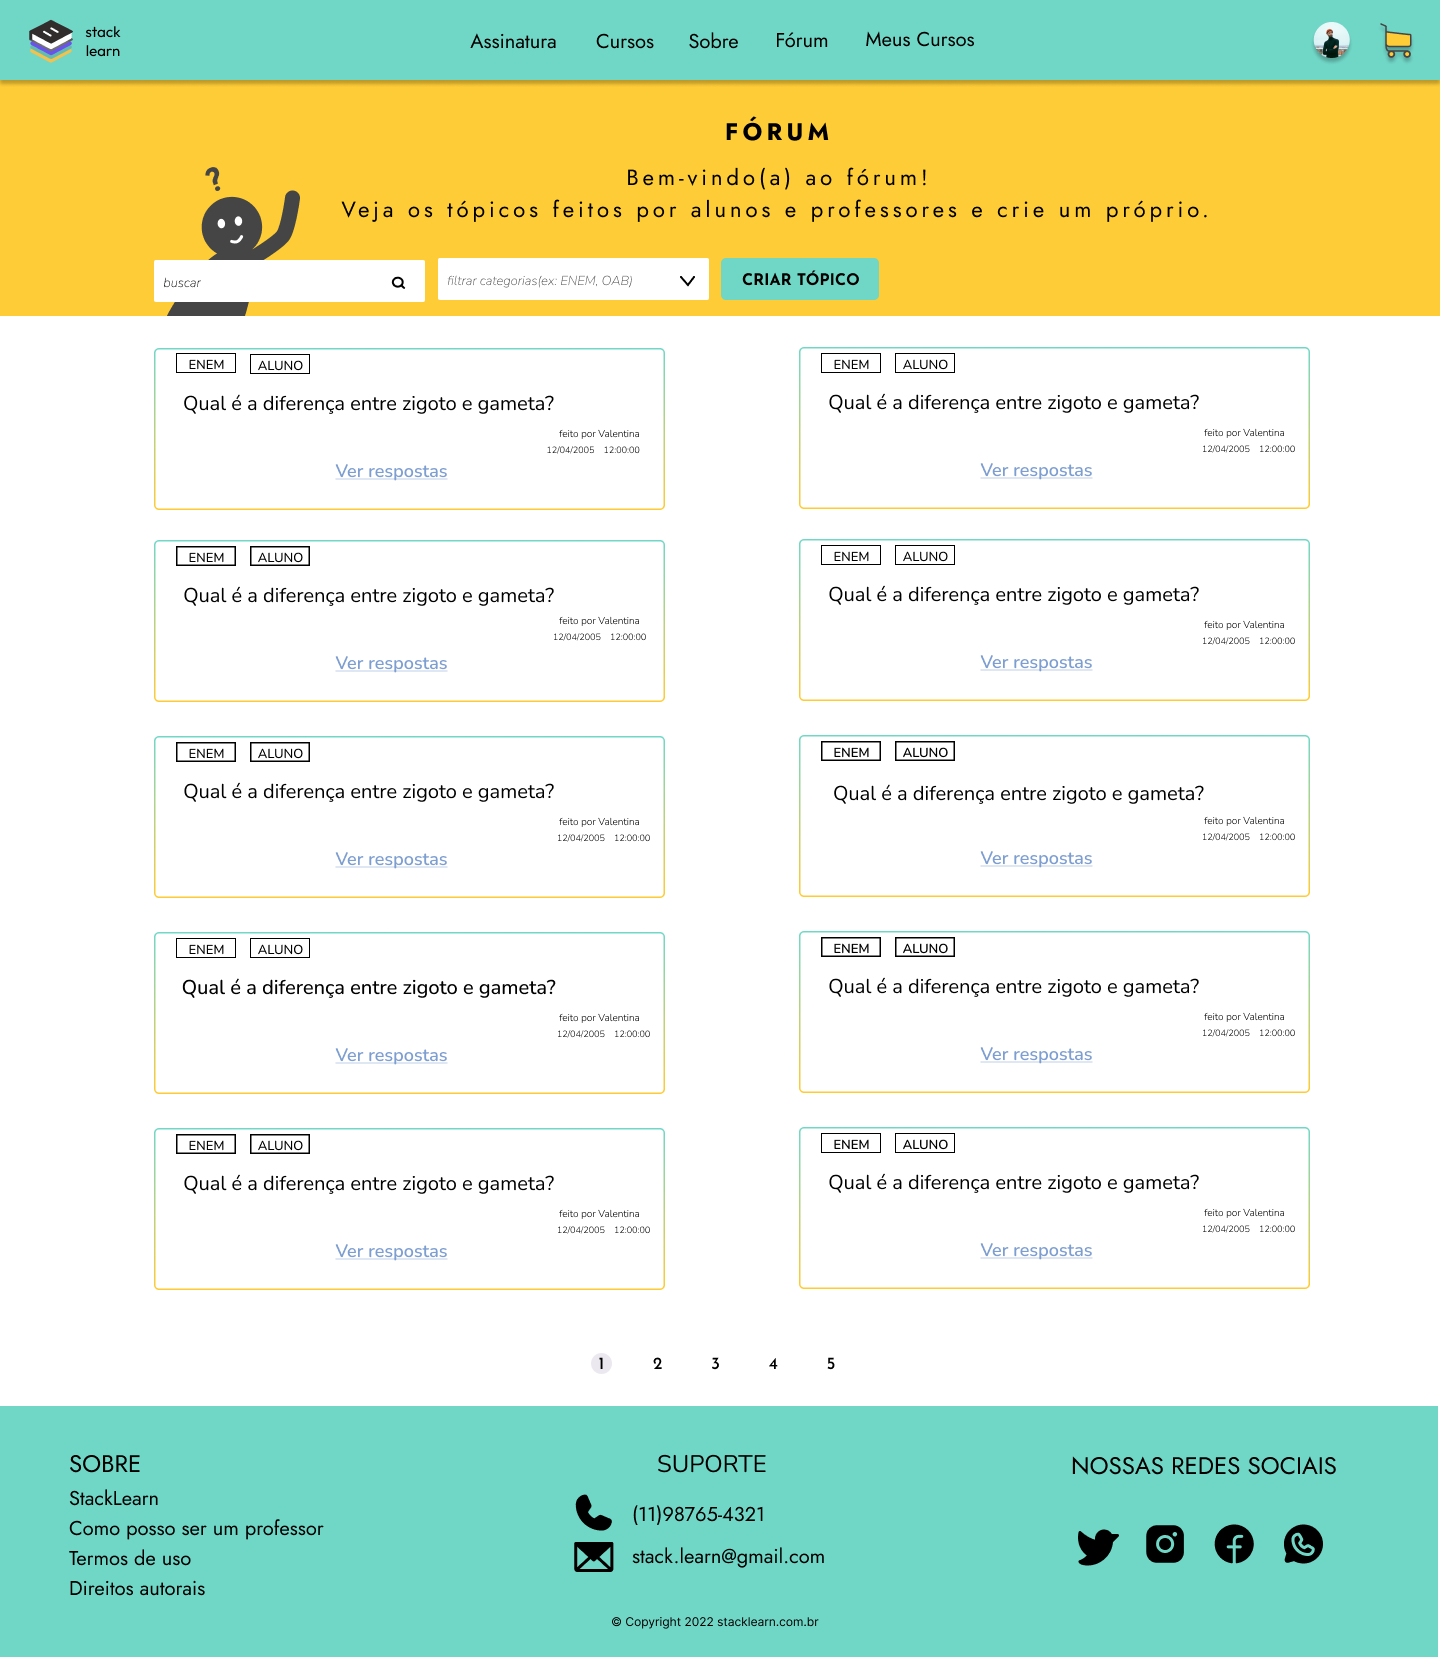 stack
learn
Assinatura Cursos Sobre Fórum Meus Cursos
FÓRUM
?
Bem-vindo(a) ao fórum!
Veja os tópicos feitos por alunos e professores e crie um próprio.
buscar
filtrar categorias(ex: ENEM, OAB)
CRIAR TÓPICO
ENEM ALUNO
Qual é a diferença entre zigoto e gameta?
feito por Valentina
12/04/2005 12:00:00
Ver respostas
ENEM ALUNO
Qual é a diferença entre zigoto e gameta?
feito por Valentina
12/04/2005 12:00:00
Ver respostas
ENEM ALUNO
Qual é a diferença entre zigoto e gameta?
feito por Valentina
12/04/2005 12:00:00
Ver respostas
ENEM ALUNO
Qual é a diferença entre zigoto e gameta?
feito por Valentina
12/04/2005 12:00:00
Ver respostas
ENEM ALUNO
Qual é a diferença entre zigoto e gameta?
feito por Valentina
12/04/2005 12:00:00
Ver respostas
ENEM ALUNO
Qual é a diferença entre zigoto e gameta?
feito por Valentina
12/04/2005 12:00:00
Ver respostas
ENEM ALUNO
Qual é a diferença entre zigoto e gameta?
feito por Valentina
12/04/2005 12:00:00
Ver respostas
ENEM ALUNO
Qual é a diferença entre zigoto e gameta?
feito por Valentina
12/04/2005 12:00:00
Ver respostas
ENEM ALUNO
Qual é a diferença entre zigoto e gameta?
feito por Valentina
12/04/2005 12:00:00
Ver respostas
ENEM ALUNO
Qual é a diferença entre zigoto e gameta?
feito por Valentina
12/04/2005 12:00:00
Ver respostas
1 2 3 4 5
SOBRE
StackLearn
Como posso ser um professor
Termos de uso
Direitos autorais
SUPORTE
(11)98765-4321
stack.learn@gmail.com
NOSSAS REDES SOCIAIS
© Copyright 2022 stacklearn.com.br